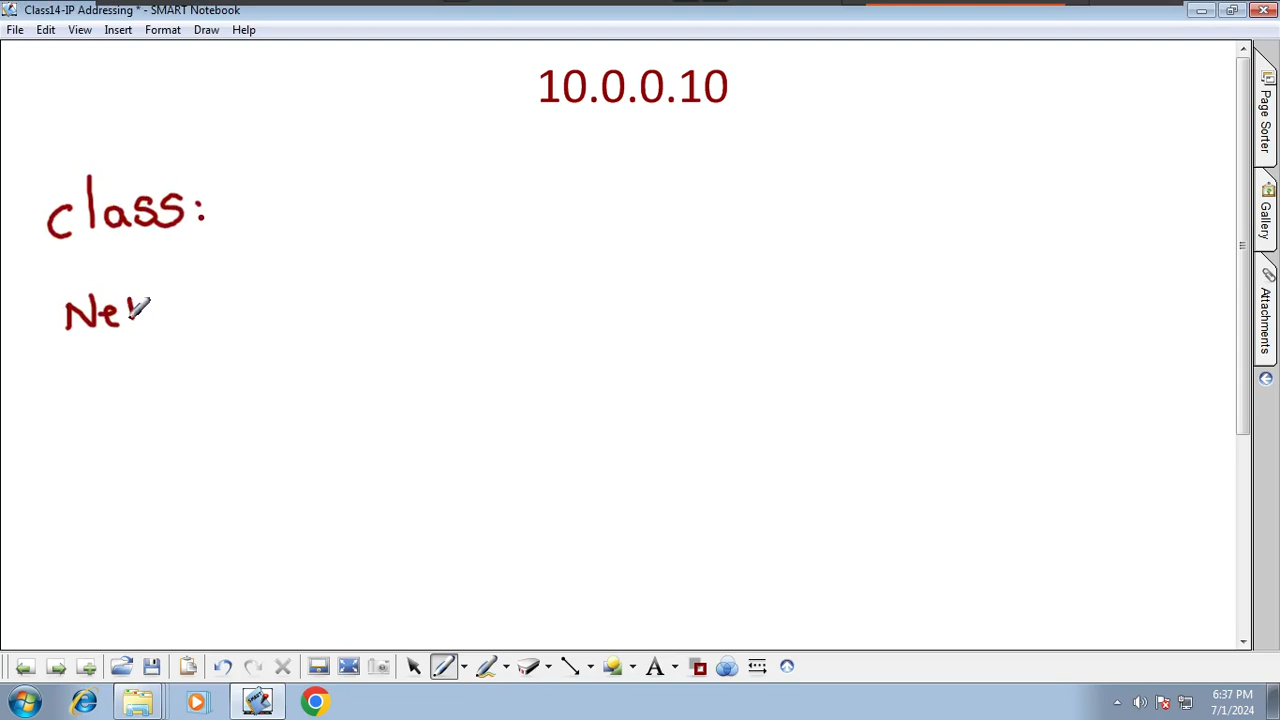 Class14-IP Addressing * - SMART Notebook
File Edit View Insert Format Draw Help
10.0.0.10
class:
Ne
Page Sorter
Gallery
Attachments
A
6:37 PM
7/1/2024